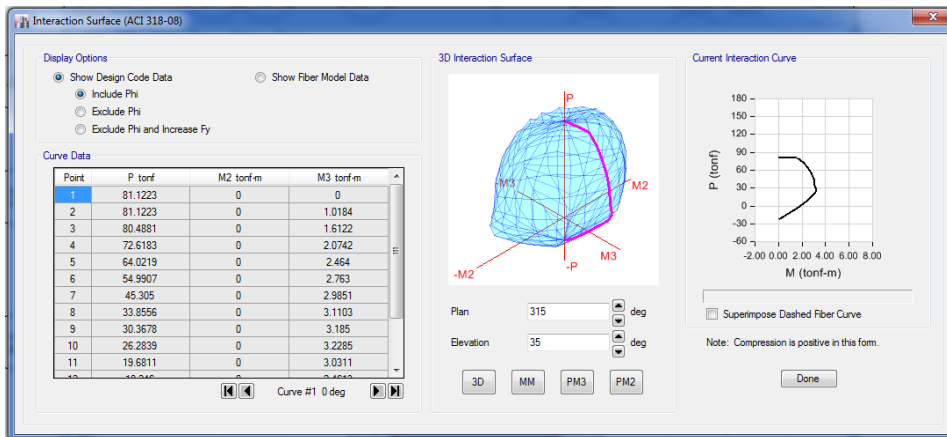 Interaction Surface (ACI 318-08)
Display Options
Show Design Code Data
Show Fiber Model Data
Include Phi
Exclude Phi
Exclude Phi and Increase Fy
Curve Data
Point P tonf M2 tonf-m M3 tonf-m
1 81.1223 0 0
2 81.1223 0 1.0184
3 80.4881 0 1.6122
4 72.6183 0 2.0742
5 64.0219 0 2.464
6 54.9907 0 2.763
7 45.305 0 2.9851
8 33.8556 0 3.1103
9 30.3678 0 3.185
10 26.2839 0 3.2285
11 19.6811 0 3.0311
Curve #1 0 deg
3D Interaction Surface
P
-M3
M2
M3
-M2
-P
Plan 315 deg
Elevation 35 deg
3D MM PM3 PM2
Current Interaction Curve
180
150
120
90
60
30
0
-30
-60
P (tonf)
-2.00 0.00 2.00 4.00 6.00 8.00
M (tonf-m)
Superimpose Dashed Fiber Curve
Note: Compression is positive in this form.
Done